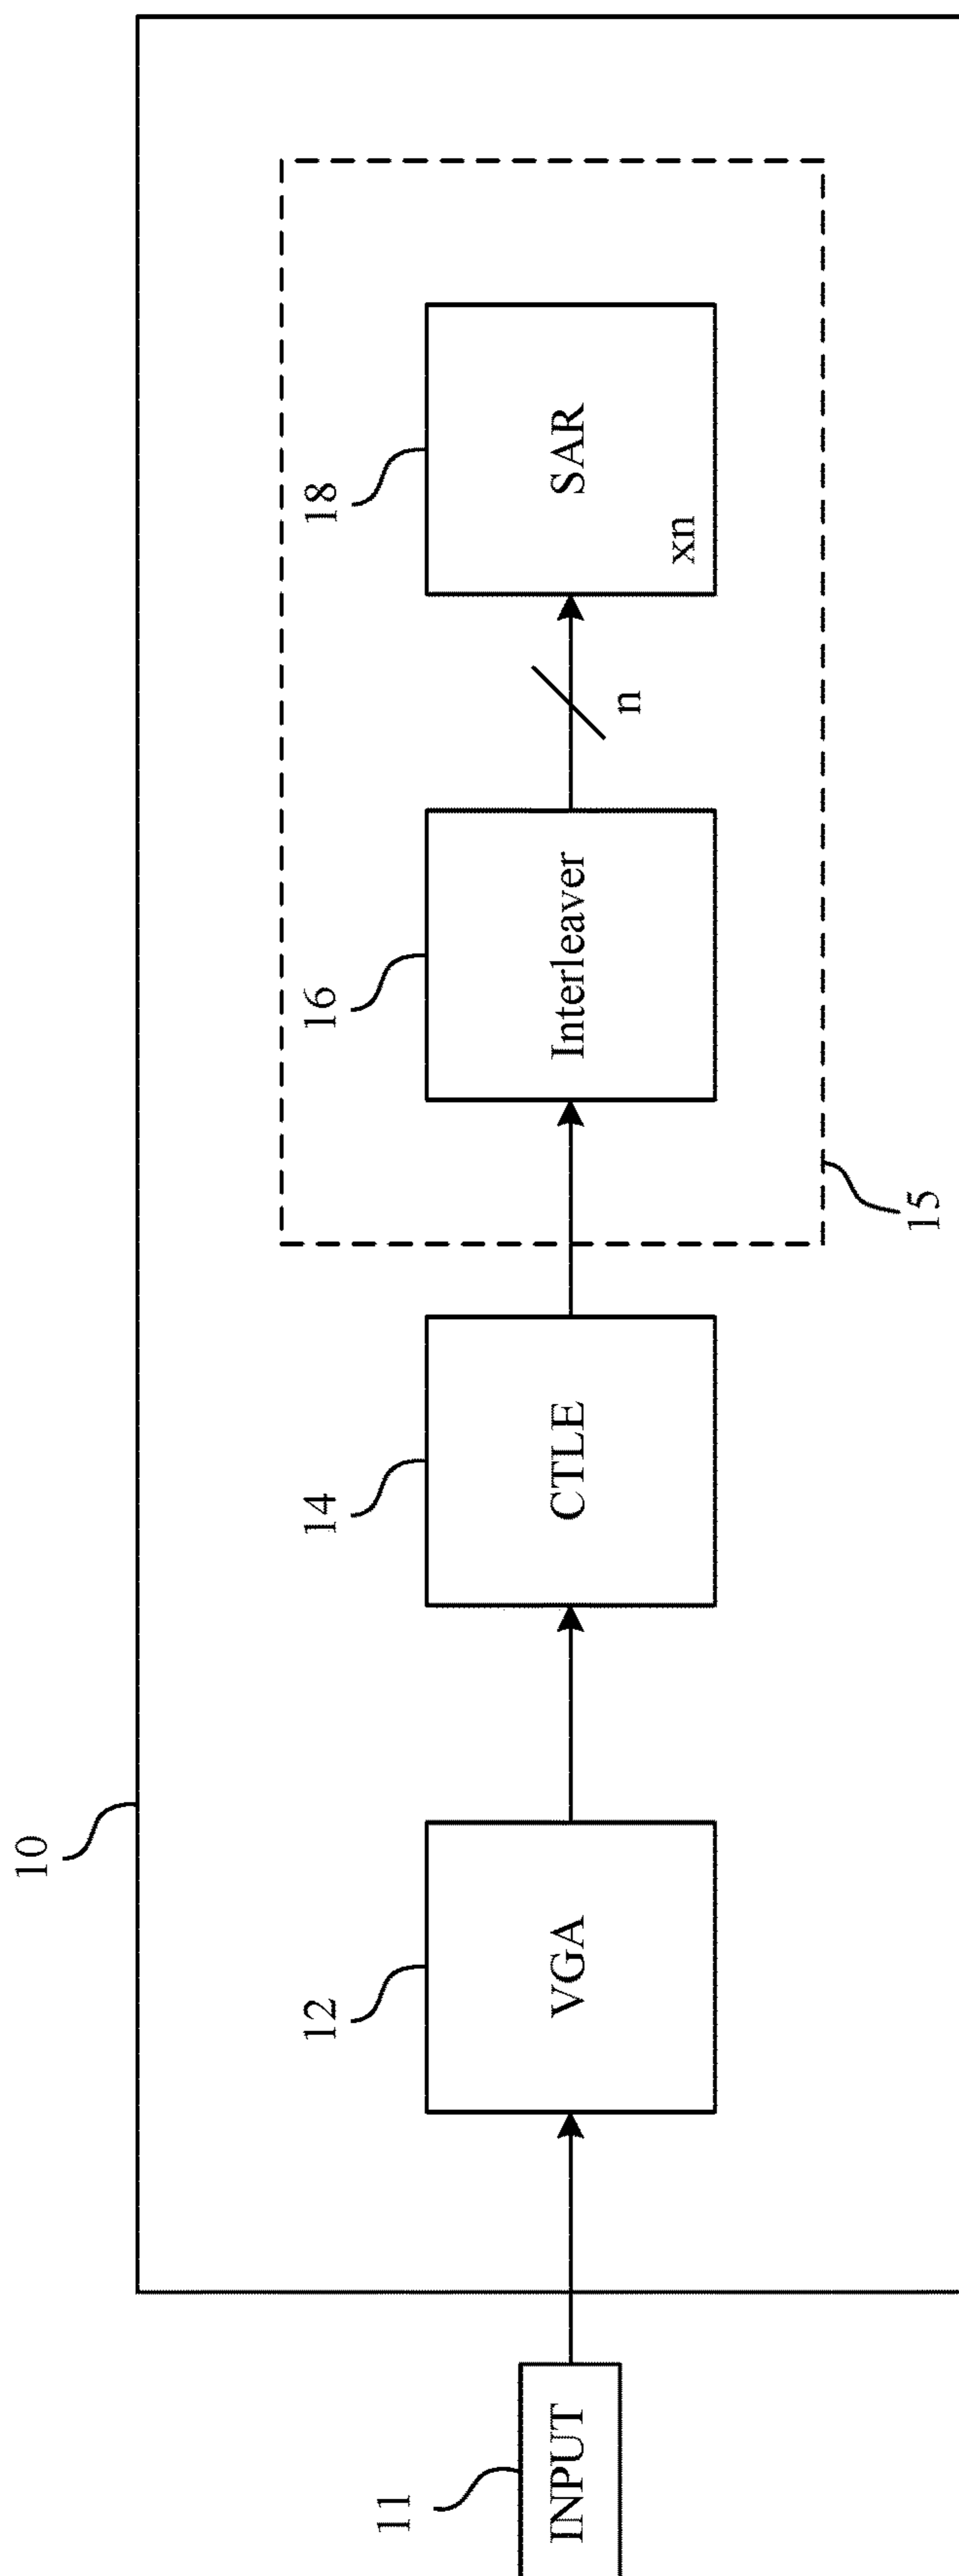 10
11
INPUT
12
VGA
14
CTLE
16
Interleaver
n
18
SAR
xn
15